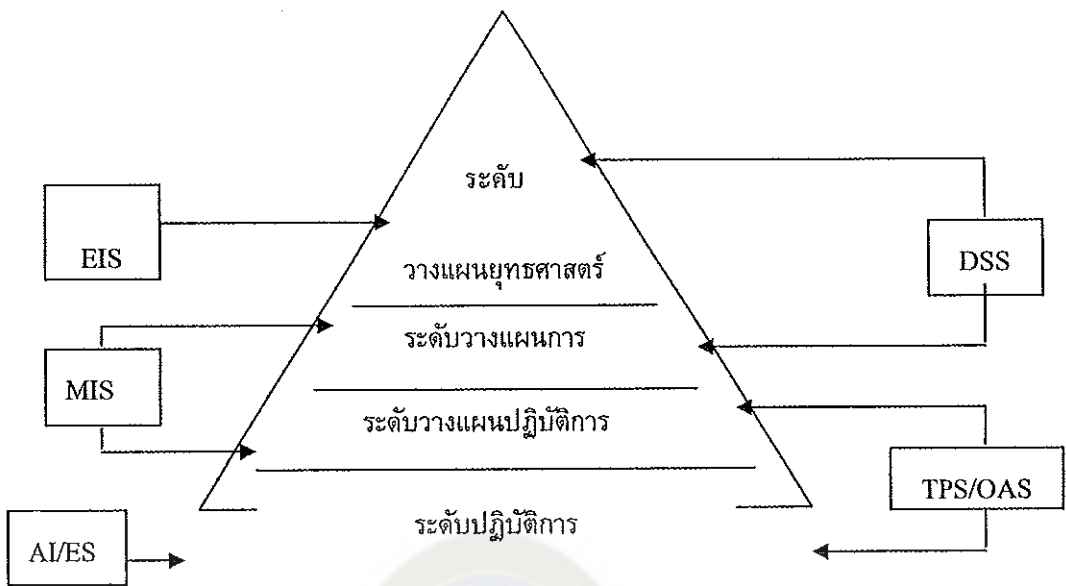 ระดับ
EIS
วางแผนยุทธศาสตร์
DSS
ระดับวางแผนการ
MIS
ระดับวางแผนปฏิบัติการ
TPS/OAS
ระดับปฏิบัติการ
AI/ES